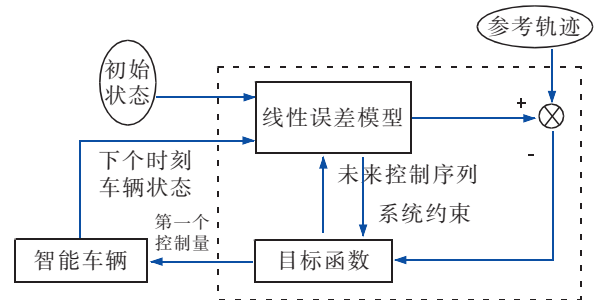 参考轨迹
初始
状态
线性误差模型
+
-
下个时刻
车辆状态
未来控制序列
系统约束
第一个
控制量
智能车辆
目标函数